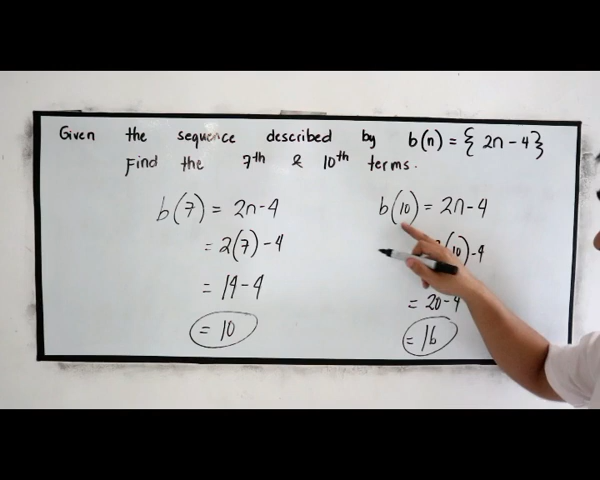 Given the sequence described by b(n) = {2n - 4}
Find the 7th & 10th terms.
b(7) = 2n - 4
= 2(7) - 4
= 14 - 4
= 10
b(10) = 2n - 4
(10) - 4
= 20 - 4
= 16